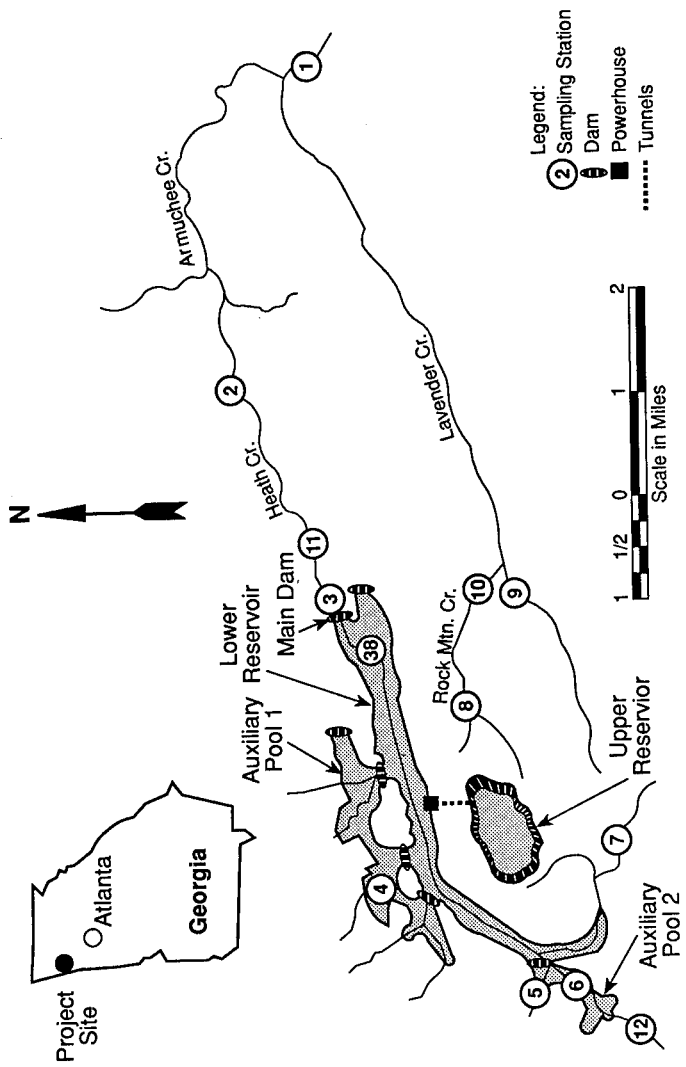 Project
Site
Atlanta
Georgia
N
Armuchee Cr.
1
2
Heath Cr.
11
3
Main Dam
Lower
Reservoir
38
Auxiliary
Pool 1
4
Lavender Cr.
Rock Mtn. Cr.
10
9
8
Upper
Reservior
7
5
6
Auxiliary
Pool 2
12
1 1/2 0 1 2
Scale in Miles
Legend:
2 Sampling Station
Dam
Powerhouse
Tunnels